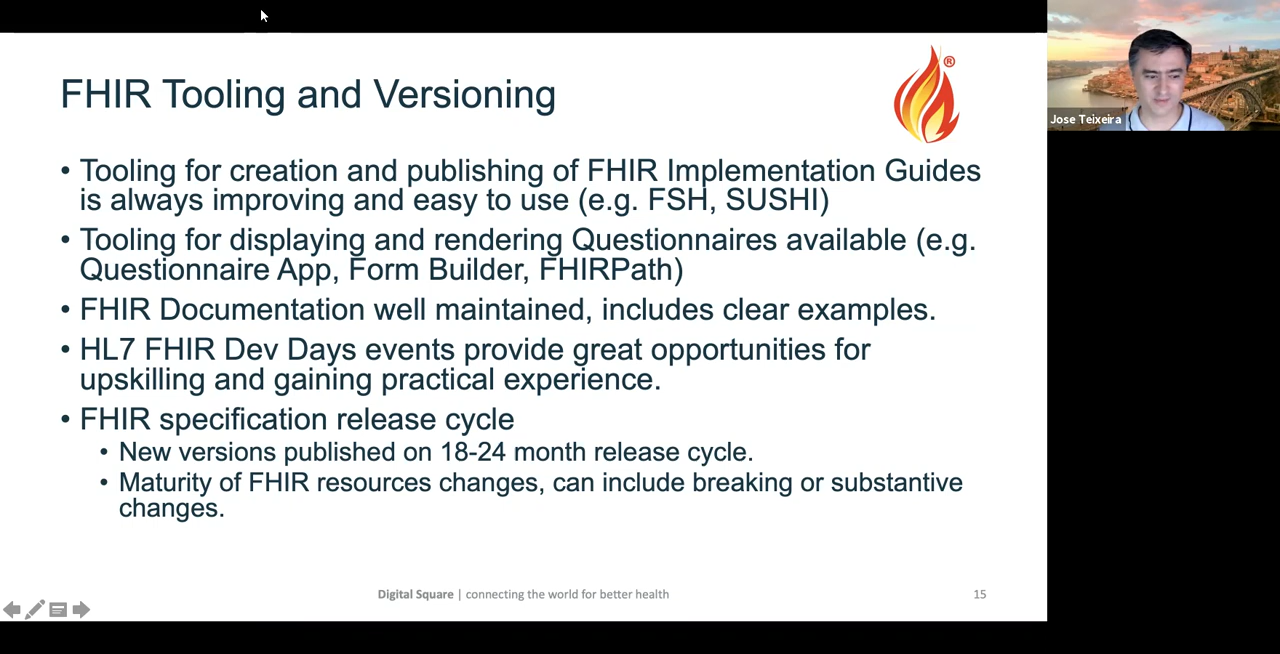 FHIR Tooling and Versioning
®
Jose Teixeira
• Tooling for creation and publishing of FHIR Implementation Guides
is always improving and easy to use (e.g. FSH, SUSHI)
• Tooling for displaying and rendering Questionnaires available (e.g.
Questionnaire App, Form Builder, FHIRPath)
• FHIR Documentation well maintained, includes clear examples.
• HL7 FHIR Dev Days events provide great opportunities for
upskilling and gaining practical experience.
• FHIR specification release cycle
• New versions published on 18-24 month release cycle.
• Maturity of FHIR resources changes, can include breaking or substantive
changes.
Digital Square | connecting the world for better health
15